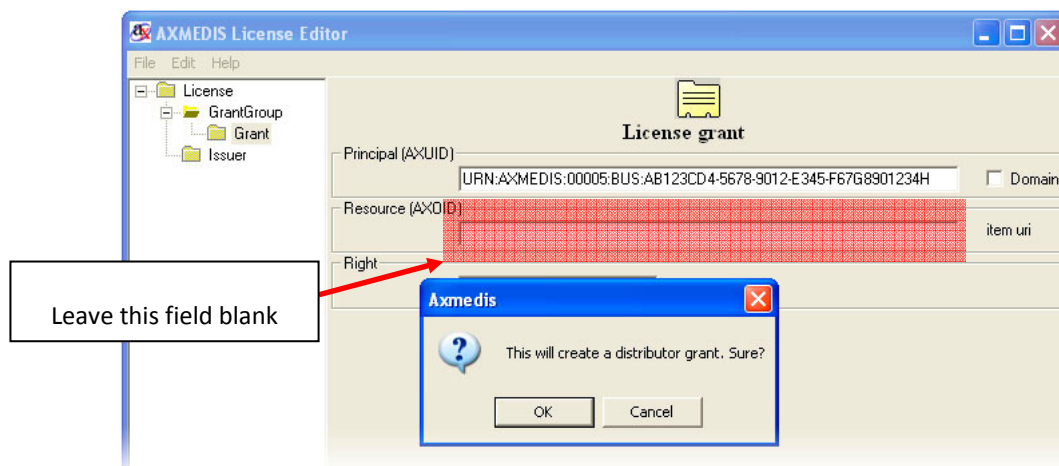 AXMEDIS License Editor
File Edit Help
License
GrantGroup
Grant
Issuer
License grant
Principal (AXUID)
URN:AXMEDIS:00005:BUS:AB123CD4-5678-9012-E345-F67G8901234H
Domain
Resource (AXOID)
item uri
Right
Leave this field blank
Axmedis
This will create a distributor grant. Sure?
OK Cancel